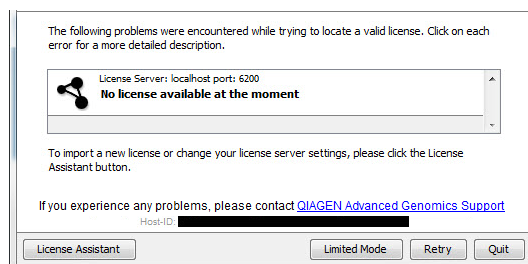 The following problems were encountered while trying to locate a valid license. Click on each
error for a more detailed description.
License Server: localhost port: 6200
No license available at the moment
To import a new license or change your license server settings, please click the License
Assistant button.
If you experience any problems, please contact QIAGEN Advanced Genomics Support
Host-ID:
License Assistant
Limited Mode
Retry
Quit